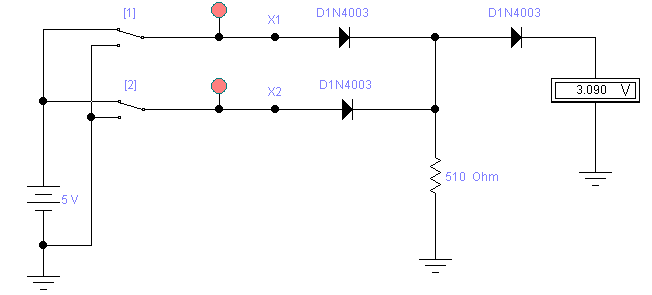 [1]
X1
D1N4003
D1N4003
[2]
X2
D1N4003
3.090 V
5 V
510 Ohm